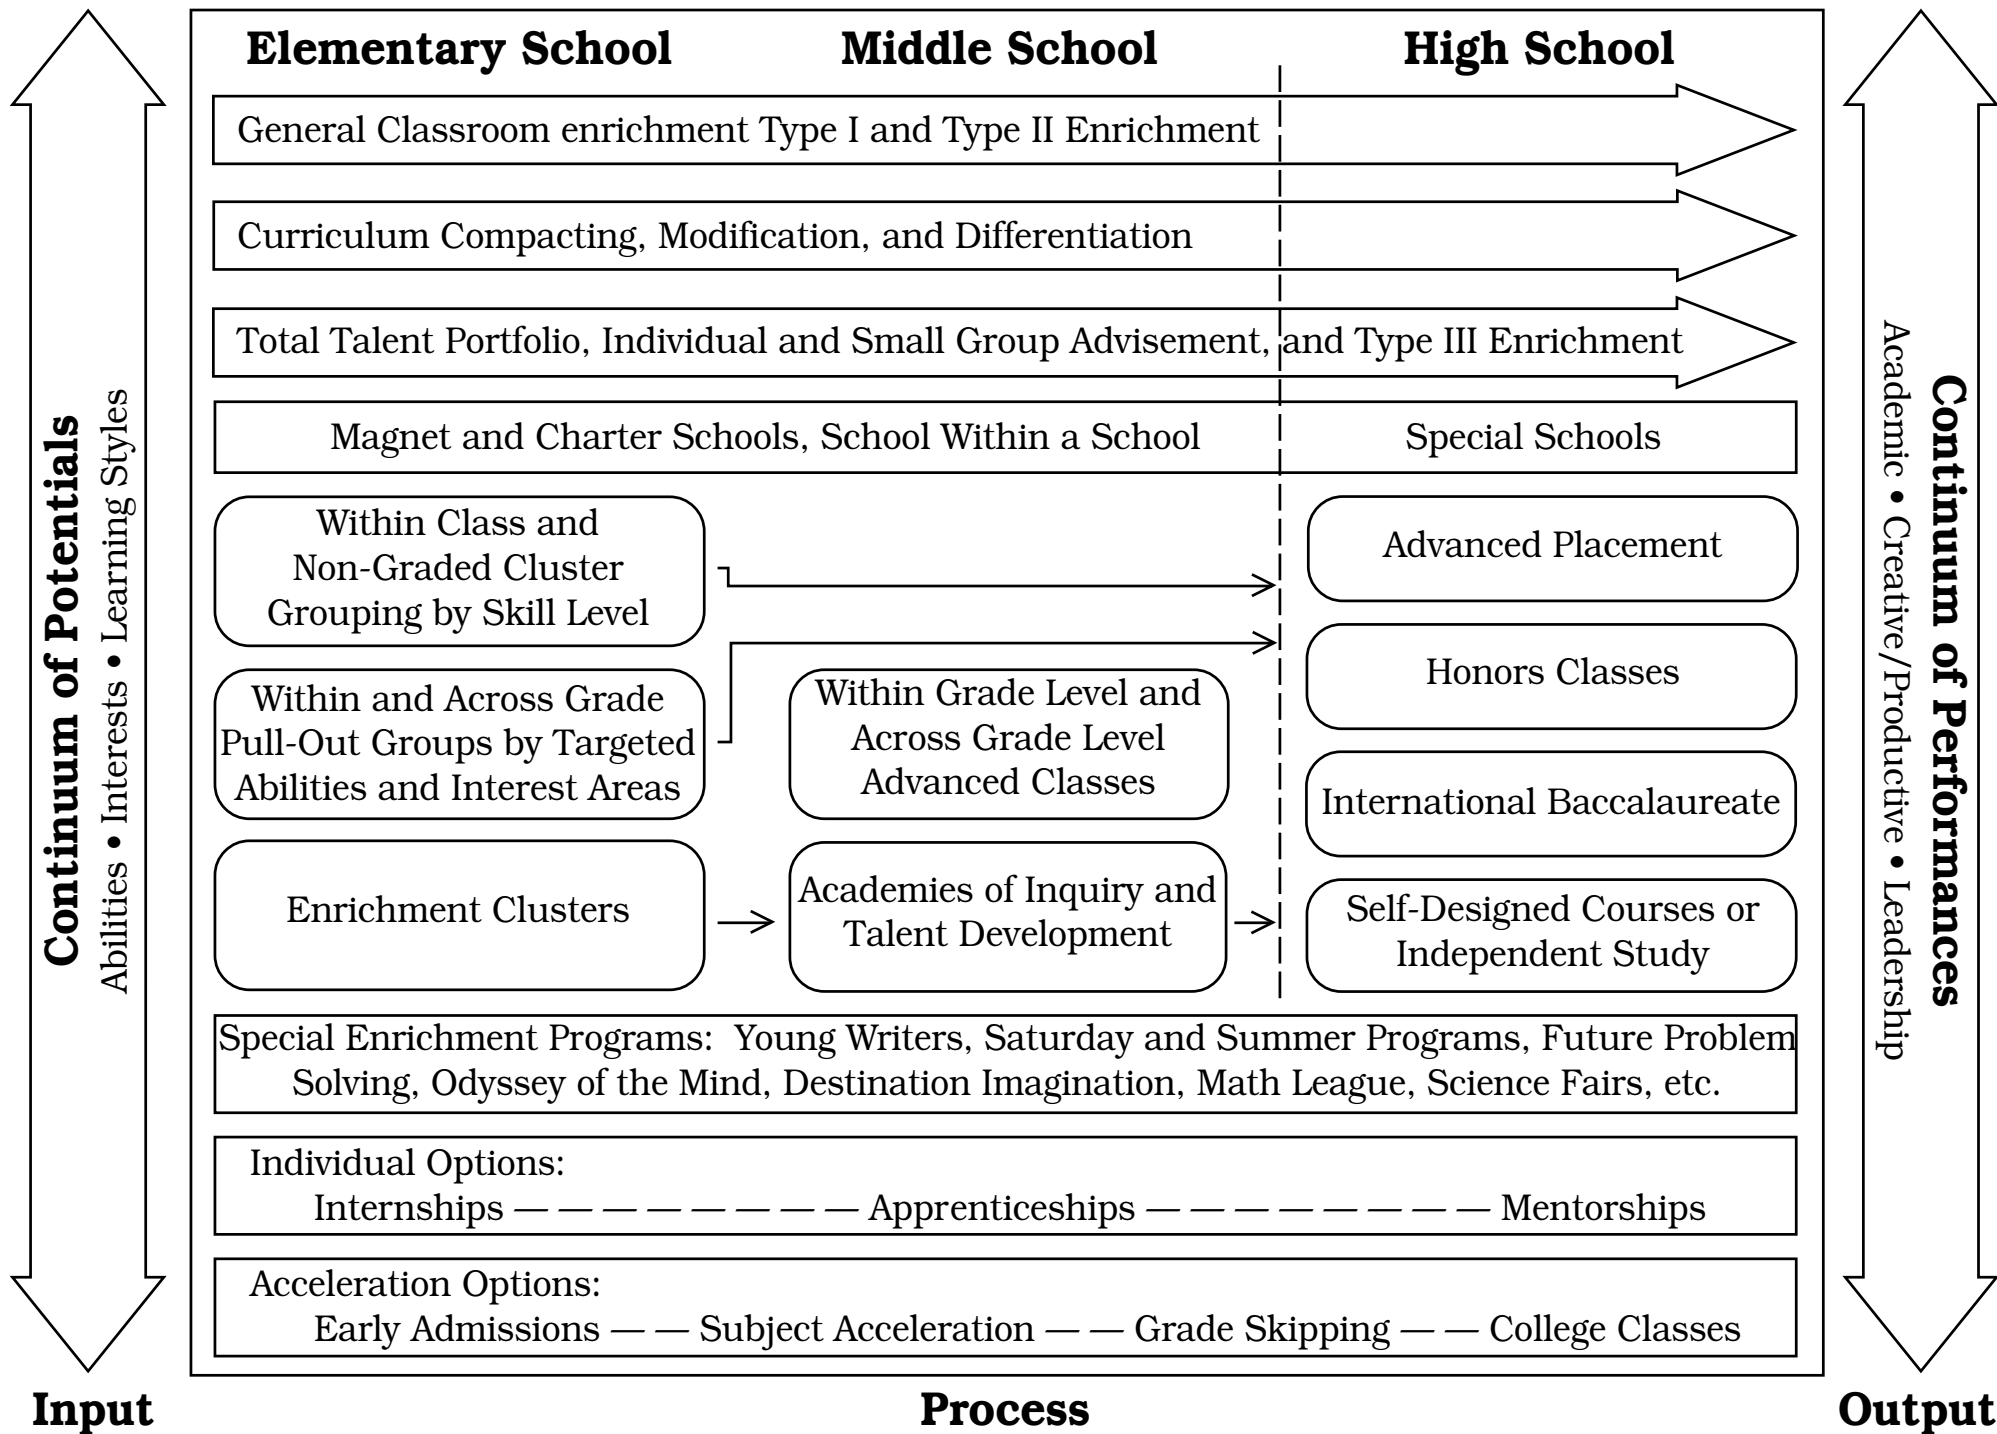 Elementary School
Middle School
High School
General Classroom enrichment Type I and Type II Enrichment
Curriculum Compacting, Modification, and Differentiation
Total Talent Portfolio, Individual and Small Group Advisement, and Type III Enrichment
Magnet and Charter Schools, School Within a School
Special Schools
Within Class and
Non-Graded Cluster
Grouping by Skill Level
Within and Across Grade
Pull-Out Groups by Targeted
Abilities and Interest Areas
Enrichment Clusters
Within Grade Level and
Across Grade Level
Advanced Classes
Academies of Inquiry and
Talent Development
Advanced Placement
Honors Classes
International Baccalaureate
Self-Designed Courses or
Independent Study
Special Enrichment Programs:  Young Writers, Saturday and Summer Programs, Future Problem
Solving, Odyssey of the Mind, Destination Imagination, Math League, Science Fairs, etc.
Individual Options:
Internships — — — — — — — — Apprenticeships — — — — — — — — Mentorships
Acceleration Options:
Early Admissions — — Subject Acceleration — — Grade Skipping — — College Classes
Continuum of Potentials
Abilities • Interests • Learning Styles
Continuum of Performances
Academic • Creative/Productive • Leadership
Input
Process
Output